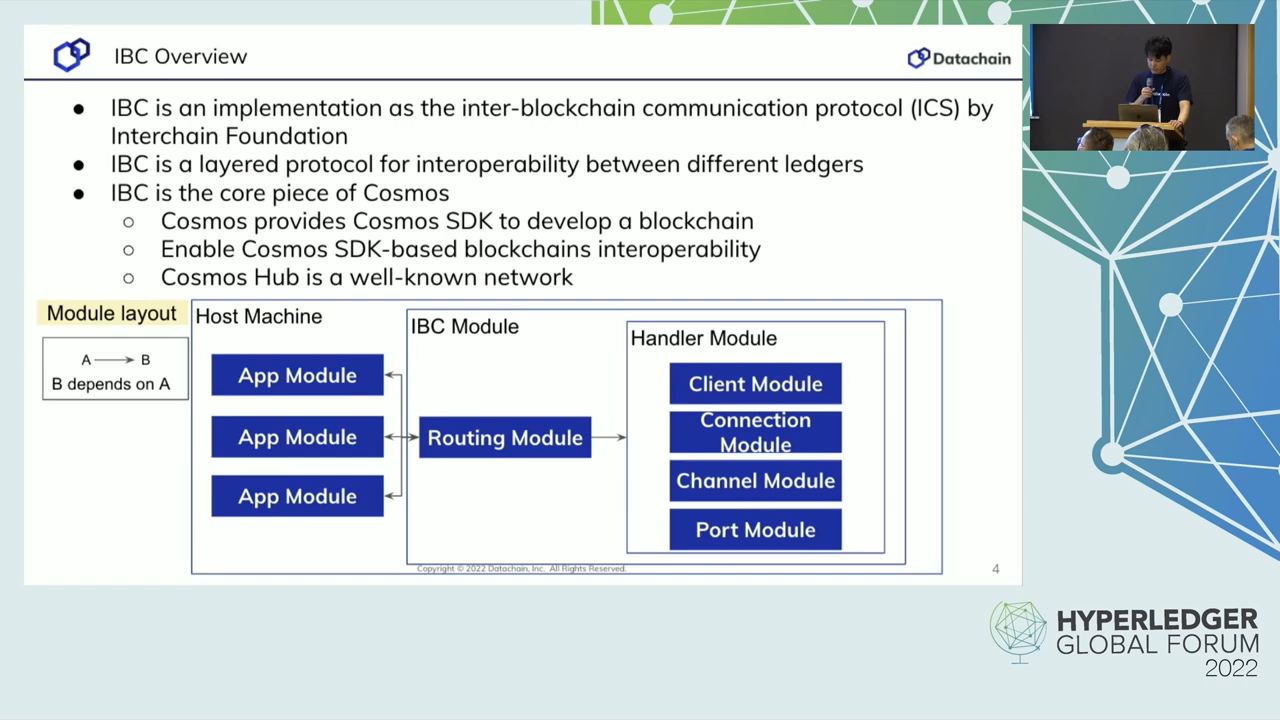 IBC Overview
Datachain
● IBC is an implementation as the inter-blockchain communication protocol (ICS) by
Interchain Foundation
● IBC is a layered protocol for interoperability between different ledgers
● IBC is the core piece of Cosmos
○ Cosmos provides Cosmos SDK to develop a blockchain
○ Enable Cosmos SDK-based blockchains interoperability
○ Cosmos Hub is a well-known network
Module layout
A → B
B depends on A
Host Machine
App Module
App Module
App Module
IBC Module
Routing Module
Handler Module
Client Module
Connection
Module
Channel Module
Port Module
Copyright © 2022 Datachain, Inc. All Rights Reserved.
4
HYPERLEDGER
GLOBAL FORUM
2022